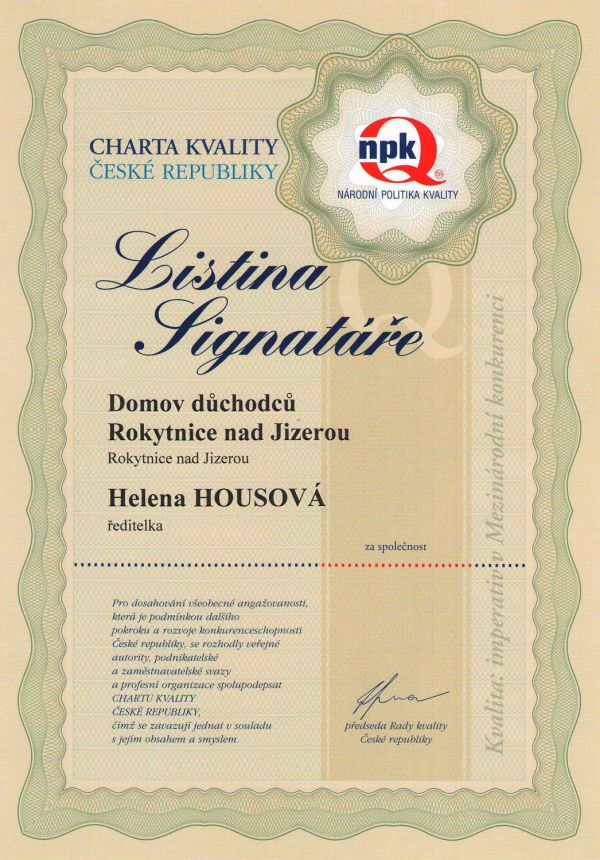 CHARTA KVALITY
ČESKÉ REPUBLIKY
npk
Q
NÁRODNÍ POLITIKA KVALITY
Listina
Signatáře
Domov důchodců
Rokytnice nad Jizerou
Rokytnice nad Jizerou
Helena HOUSOVÁ
ředitelka
za společnost
Pro dosahování všeobecné angažovanosti,
která je podmínkou dalšího
pokroku a rozvoje konkurenceschopnosti
České republiky, se rozhodly veřejné
autority, podnikatelské
a zaměstnavatelské svazy
a profesní organizace spolupodepsat
CHARTU KVALITY
ČESKÉ REPUBLIKY,
čímž se zavazují jednat v souladu
s jejím obsahem a smyslem.
předseda Rady kvality
České republiky
Kvalita: imperativ v Mezinárodní konkurenci